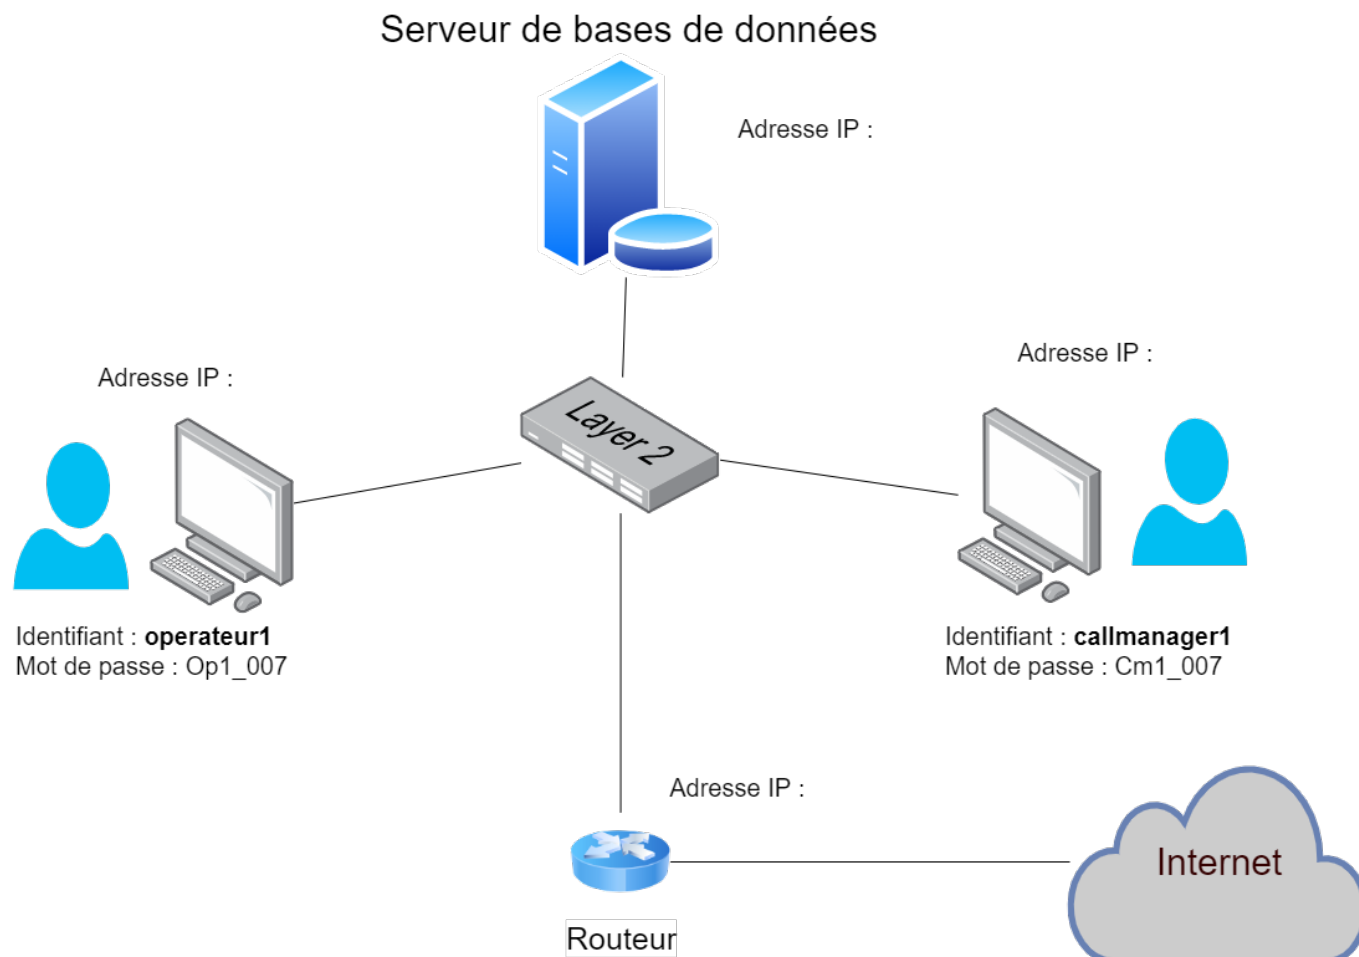 Serveur de bases de données
Adresse IP :
Adresse IP :
Adresse IP :
Layer 2
Identifiant : operateur1
Mot de passe : Op1_007
Identifiant : callmanager1
Mot de passe : Cm1_007
Adresse IP :
Internet
Routeur